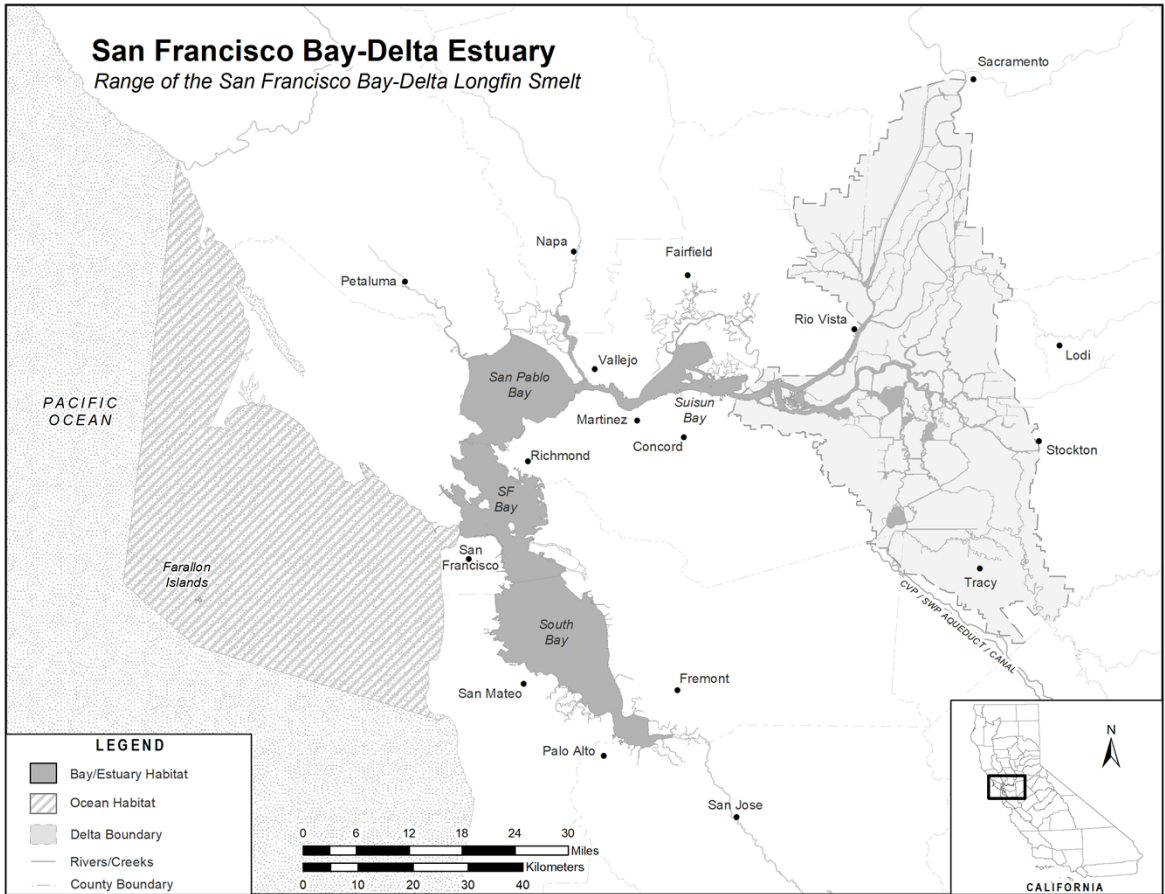 San Francisco Bay-Delta Estuary
Range of the San Francisco Bay-Delta Longfin Smelt
Sacramento
Napa
Fairfield
Petaluma
Rio Vista
Lodi
Vallejo
San Pablo
Bay
PACIFIC
OCEAN
Suisun
Bay
Martinez
Concord
Stockton
Richmond
SF
Bay
San
Francisco
Farallon
Islands
Tracy
CVP / SWP AQUEDUCT / CANAL
South
Bay
San Mateo
Fremont
Palo Alto
San Jose
LEGEND
Bay/Estuary Habitat
Ocean Habitat
Delta Boundary
Rivers/Creeks
County Boundary
0 6 12 18 24 30
Miles
Kilometers
0 10 20 30 40
N
CALIFORNIA